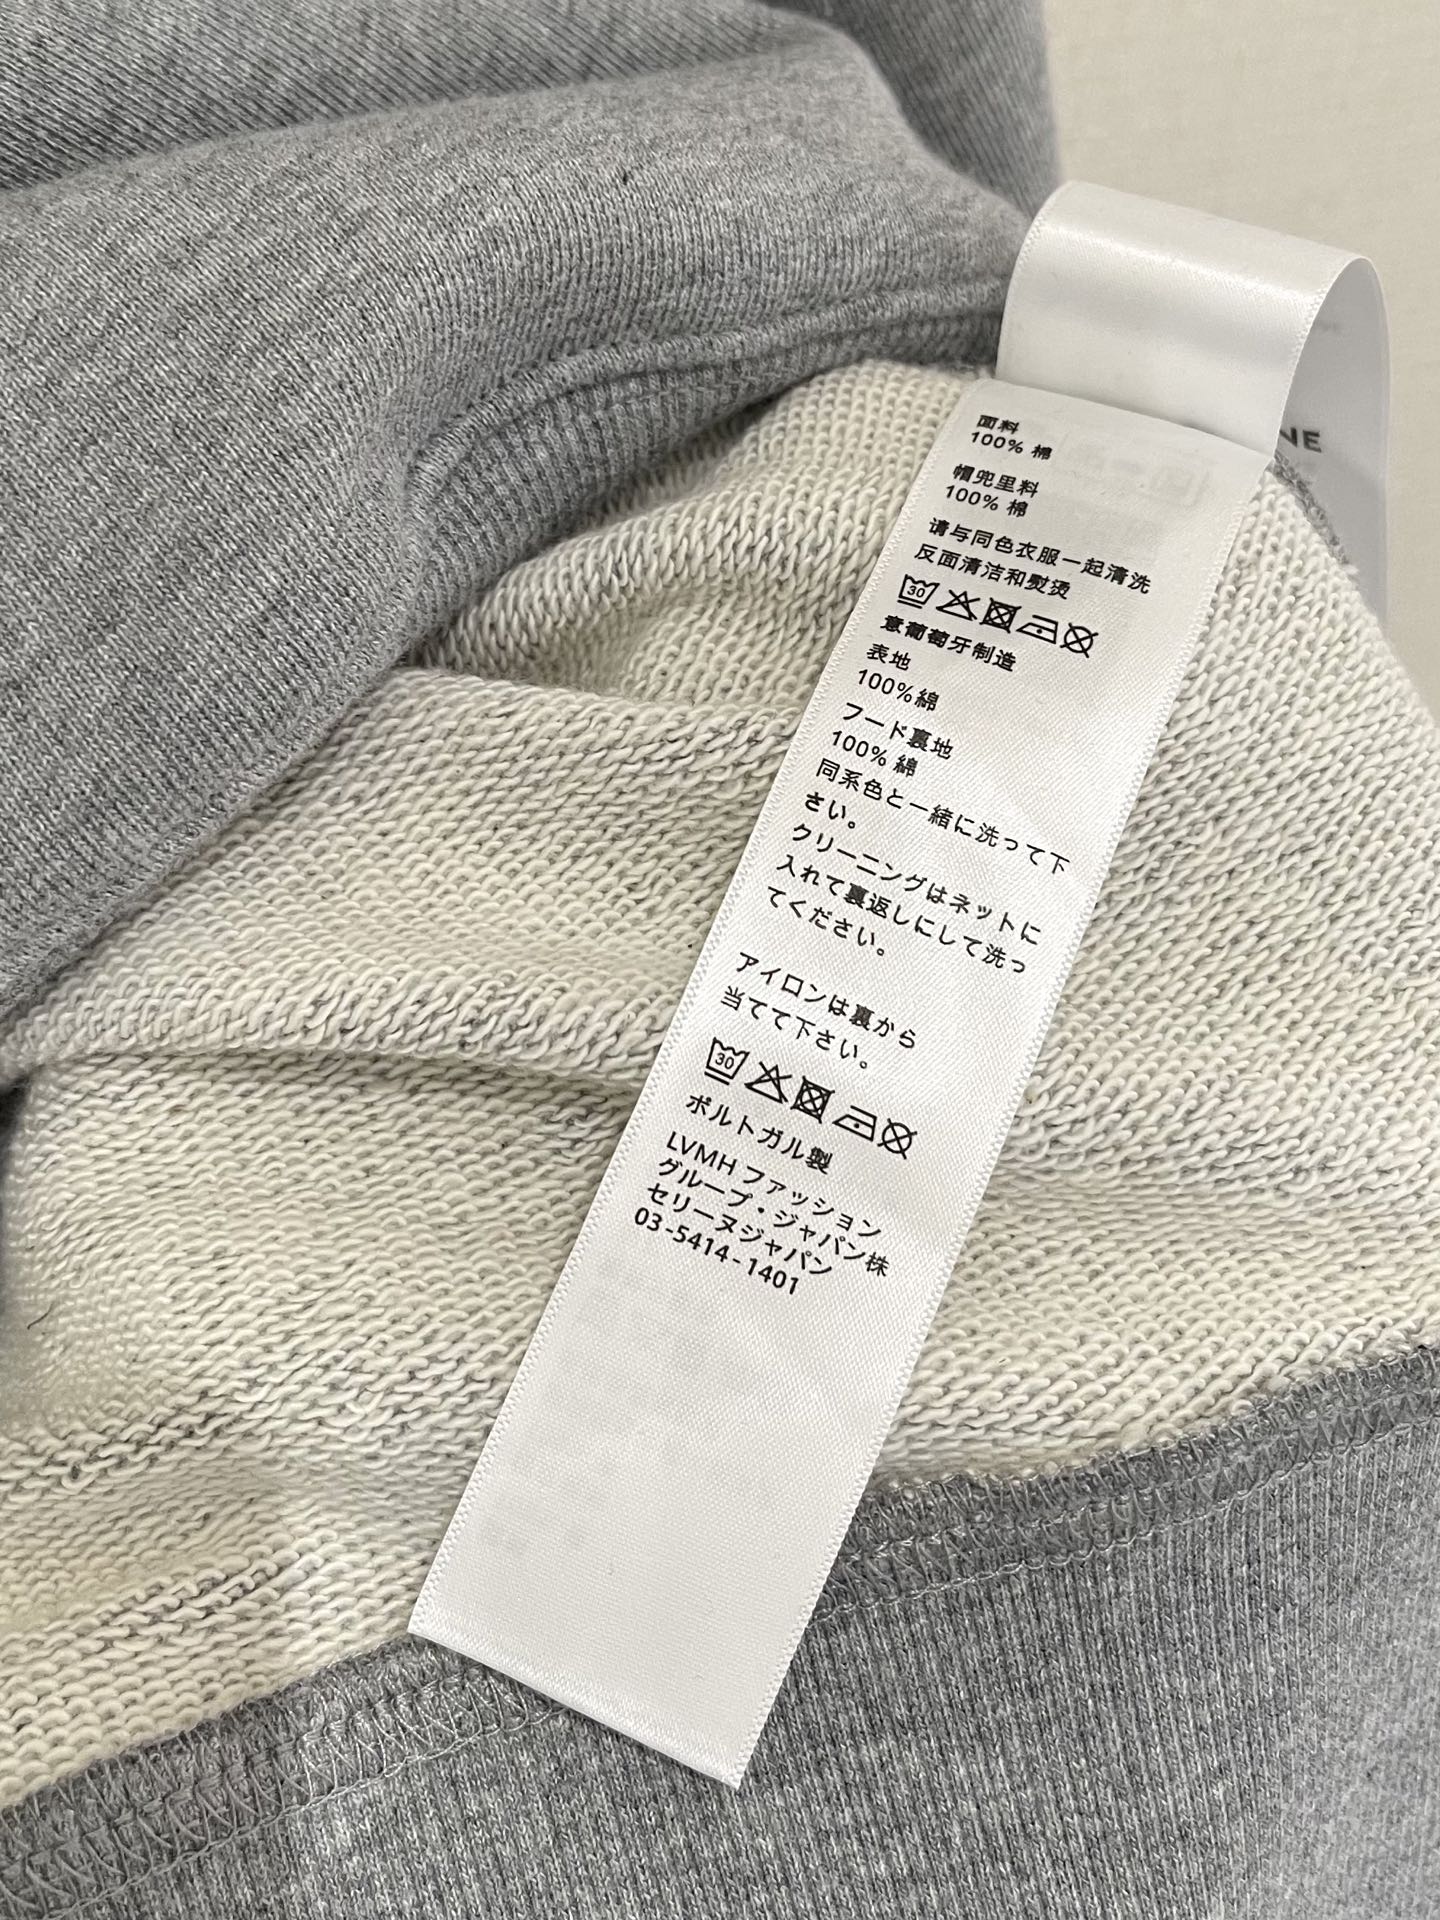 面料
100% 棉
帽兜里料
100% 棉
请与同色衣服一起清洗
反面清洁和熨烫
30
意葡萄牙制造
表地
100%綿
フード裏地
100% 綿
同系色と一緒に洗って下
さい。
クリーニングはネットに
入れて裏返しにして洗っ
てください。
アイロンは裏から
当てて下さい。
30
ポルトガル製
LVMH ファッション
グループ・ジャパン株
セリーヌジャパン
03-5414-1401
NE